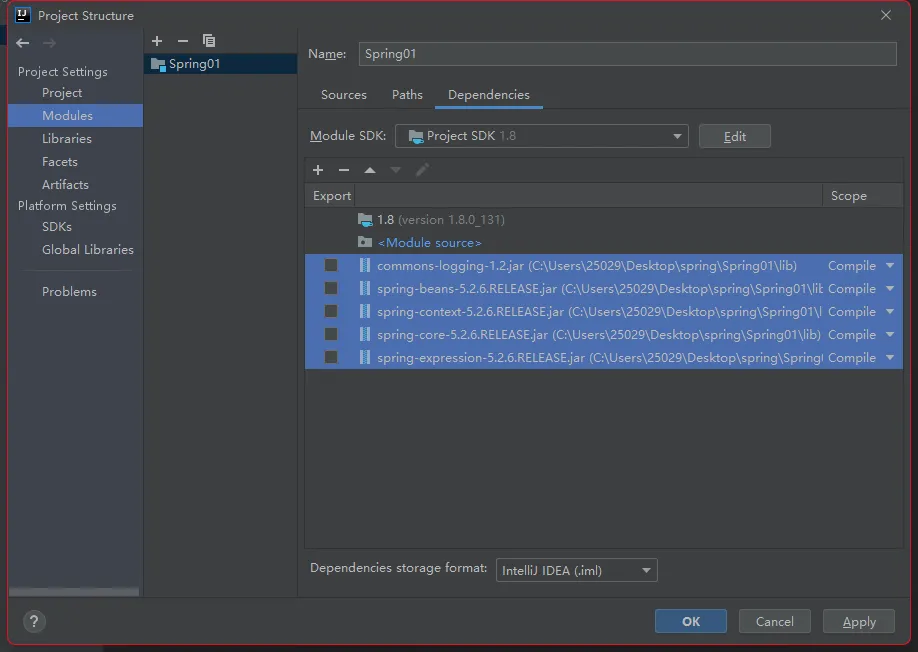 Project Structure
Project Settings
Project
Modules
Libraries
Facets
Artifacts
Platform Settings
SDKs
Global Libraries
Problems
Spring01
Name: Spring01
Sources Paths Dependencies
Module SDK: Project SDK 1.8 Edit
Export Scope
1.8 (version 1.8.0_131)
<Module source>
commons-logging-1.2.jar (C:\Users\25029\Desktop\spring\Spring01\lib) Compile
spring-beans-5.2.6.RELEASE.jar (C:\Users\25029\Desktop\spring\Spring01\lib Compile
spring-context-5.2.6.RELEASE.jar (C:\Users\25029\Desktop\spring\Spring01\l Compile
spring-core-5.2.6.RELEASE.jar (C:\Users\25029\Desktop\spring\Spring01\lib) Compile
spring-expression-5.2.6.RELEASE.jar (C:\Users\25029\Desktop\spring\Spring Compile
Dependencies storage format: IntelliJ IDEA (.iml)
? OK Cancel Apply